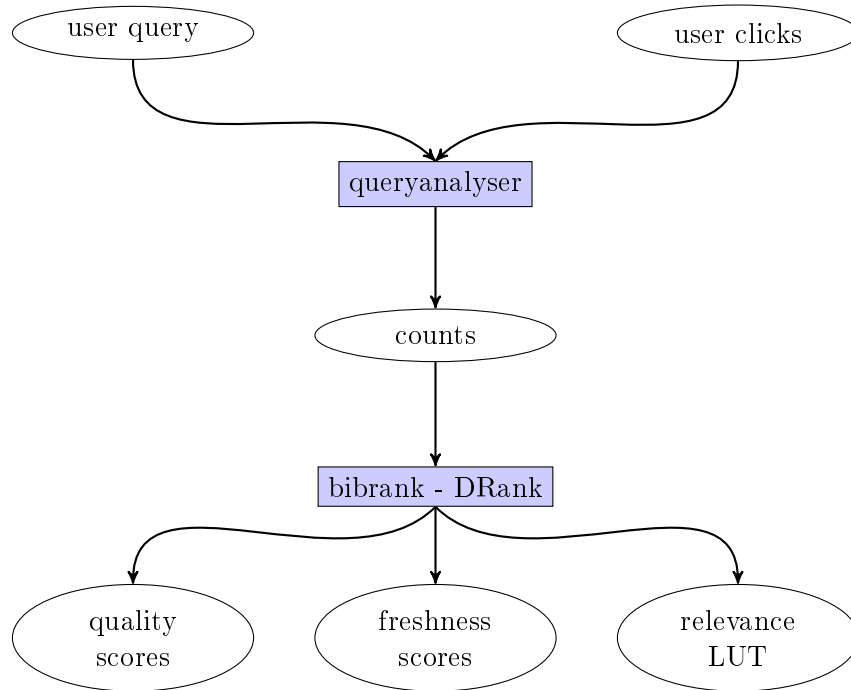 user query
user clicks
queryanalyser
counts
bibrank - DRank
quality
scores
freshness
scores
relevance
LUT